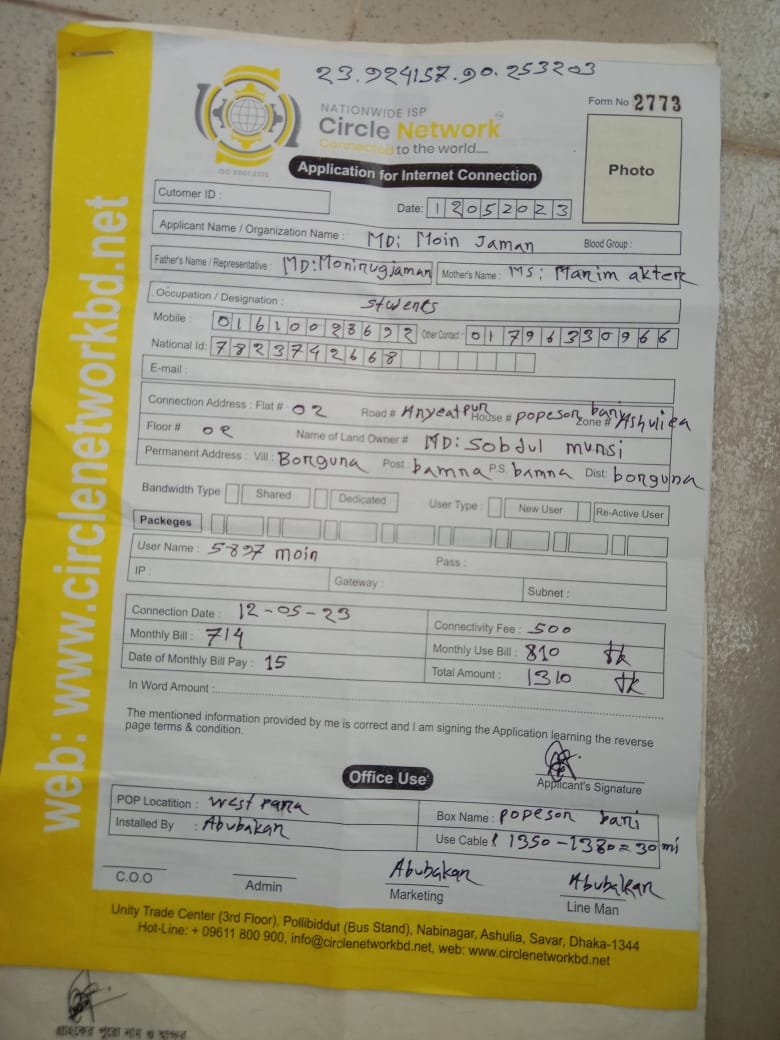 23.924157.90.253203
NATIONWIDE ISP
Form No 2773
Circle Network
Connected to the world....
ISO 9001:2015
Application for Internet Connection
Photo
Cutomer ID :
Date: 12052023
Applicant Name / Organization Name : MD: Moin Jaman Blood Group :
Father's Name / Representative : MD:Monirugjaman Mother's Name : MS: Manim akter
Occupation / Designation : students
Mobile : 01610028692 Other Contact : 01796330966
National Id: 7823742668
E-mail :
Connection Address : Flat # 02 Road # House # popeson bari Zone # Ashuliea
Floor # 02 Name of Land Owner # MD: Sobdul munsi
Permanent Address : Vill : Borguna Post : bamna P.S bamna Dist: borguna
Bandwidth Type Shared Dedicated User Type : New User Re-Active User
Packeges
User Name : 5897 moin Pass :
IP : Gateway : Subnet :
Connection Date : 12-05-23 Connectivity Fee : 500
Monthly Bill : 714 Monthly Use Bill : 810 tk
Date of Monthly Bill Pay : 15 Total Amount : 1310 tk
In Word Amount :
The mentioned information provided by me is correct and I am signing the Application learning the reverse
page terms & condition.
Applicant's Signature
Office Use
POP Locatition : west para Box Name : popeson bari
Installed By : Abubakar Use Cable : 1350-1380=30 mi
Abubakar Abubakar
C.O.O Admin Marketing Line Man
Unity Trade Center (3rd Floor), Pollibiddut (Bus Stand), Nabinagar, Ashulia, Savar, Dhaka-1344
Hot-Line: + 09611 800 900, info@circlenetworkbd.net, web: www.circlenetworkbd.net
web: www.circlenetworkbd.net
গ্রাহকের পুরো নাম ও স্বাক্ষর